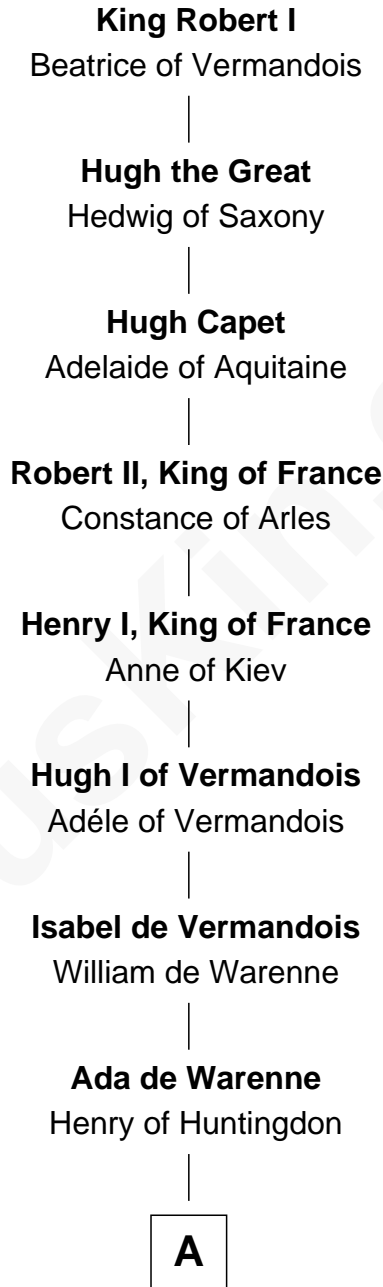 King Robert I
Beatrice of Vermandois
Hugh the Great
Hedwig of Saxony
Hugh Capet
Adelaide of Aquitaine
Robert II, King of France
Constance of Arles
Henry I, King of France
Anne of Kiev
Hugh I of Vermandois
Adéle of Vermandois
Isabel de Vermandois
William de Warenne
Ada de Warenne
Henry of Huntingdon
A